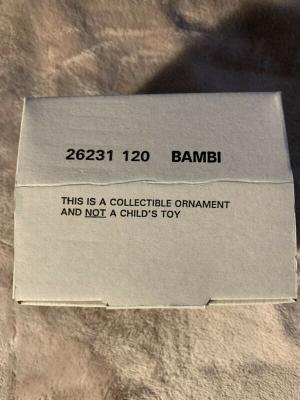 26231 120 BAMBI
THIS IS A COLLECTIBLE ORNAMENT
AND NOT A CHILD'S TOY